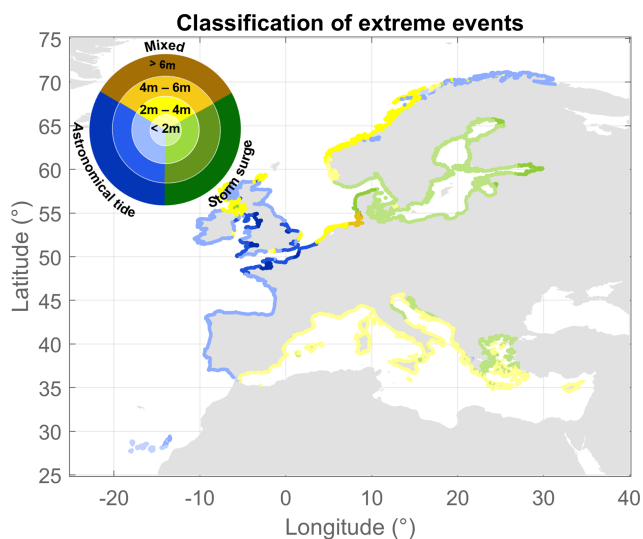 Classification of extreme events
Mixed
> 6m
4m – 6m
2m – 4m
< 2m
Astronomical tide
Storm surge
75
70
65
60
55
50
45
40
35
30
25
Latitude (°)
-20
-10
0
10
20
30
40
Longitude (°)